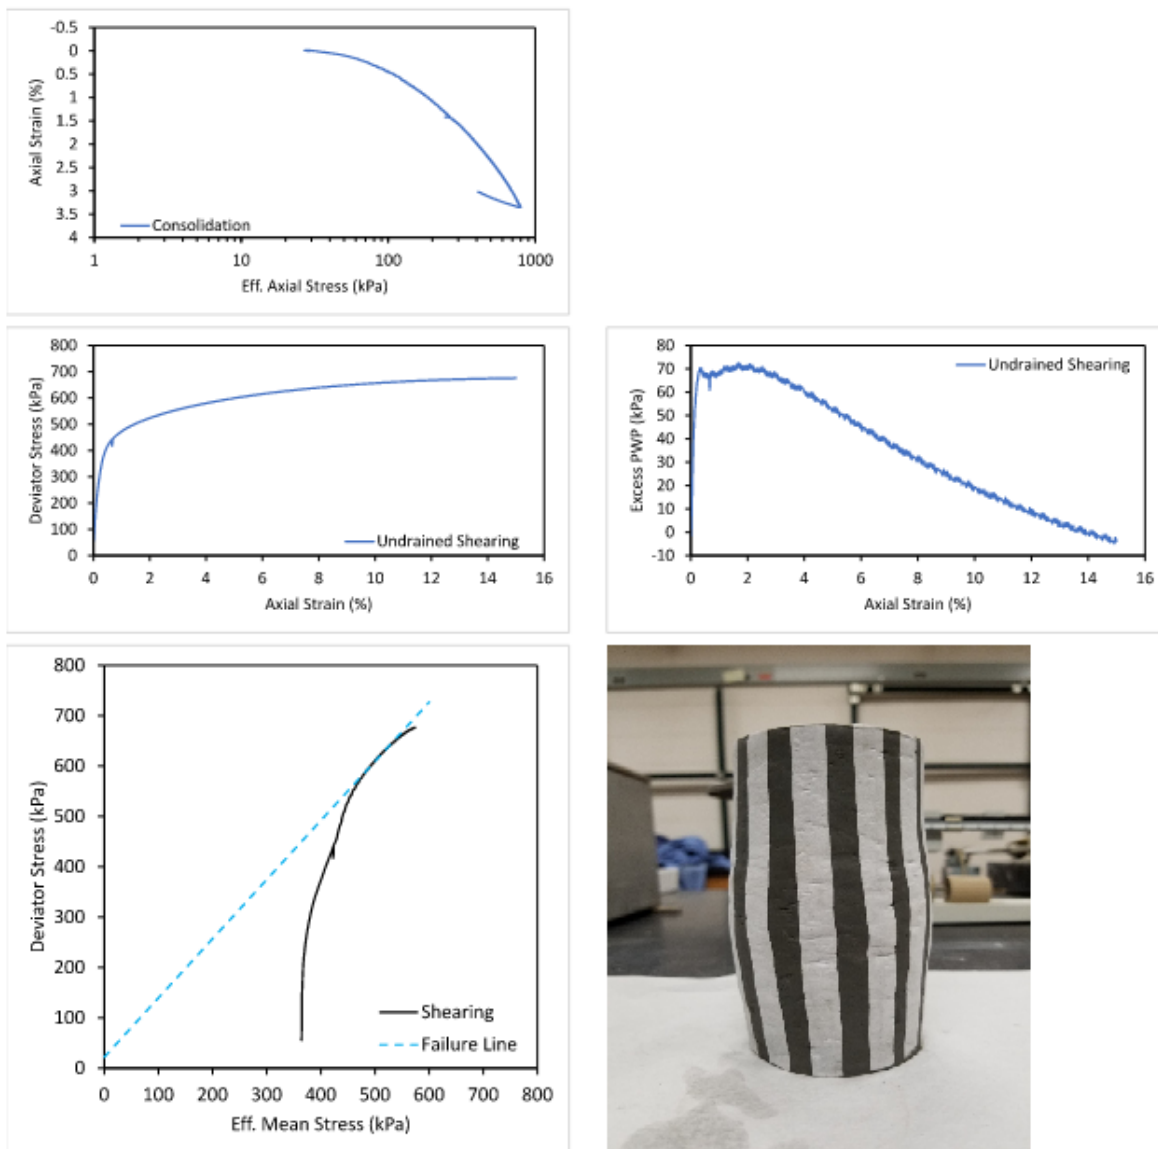 -0.5
0
0.5
1
1.5
2
2.5
3
3.5
4
Axial Strain (%)
Consolidation
1 10 100 1000
Eff. Axial Stress (kPa)
800
700
600
500
400
300
200
100
0
Deviator Stress (kPa)
Undrained Shearing
0 2 4 6 8 10 12 14 16
Axial Strain (%)
80
70
60
50
40
30
20
10
0
-10
Excess PWP (kPa)
Undrained Shearing
0 2 4 6 8 10 12 14 16
Axial Strain (%)
800
700
600
500
400
300
200
100
0
Deviator Stress (kPa)
Shearing
Failure Line
0 100 200 300 400 500 600 700 800
Eff. Mean Stress (kPa)